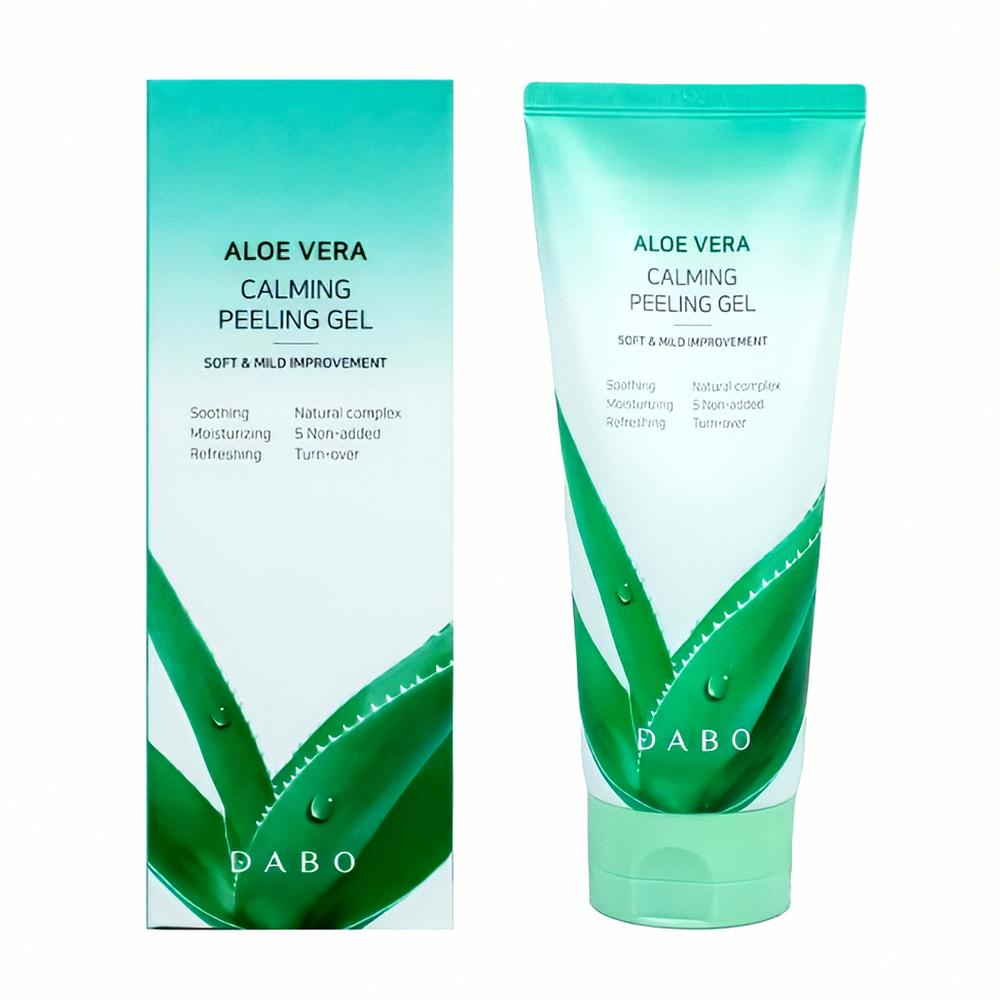 ALOE VERA
CALMING
PEELING GEL
SOFT & MILD IMPROVEMENT
Soothing Natural complex
Moisturizing 5 Non-added
Refreshing Turn-over
DABO
ALOE VERA
CALMING
PEELING GEL
SOFT & MILD IMPROVEMENT
Soothing Natural complex
Moisturizing 5 Non-added
Refreshing Turn-over
DABO